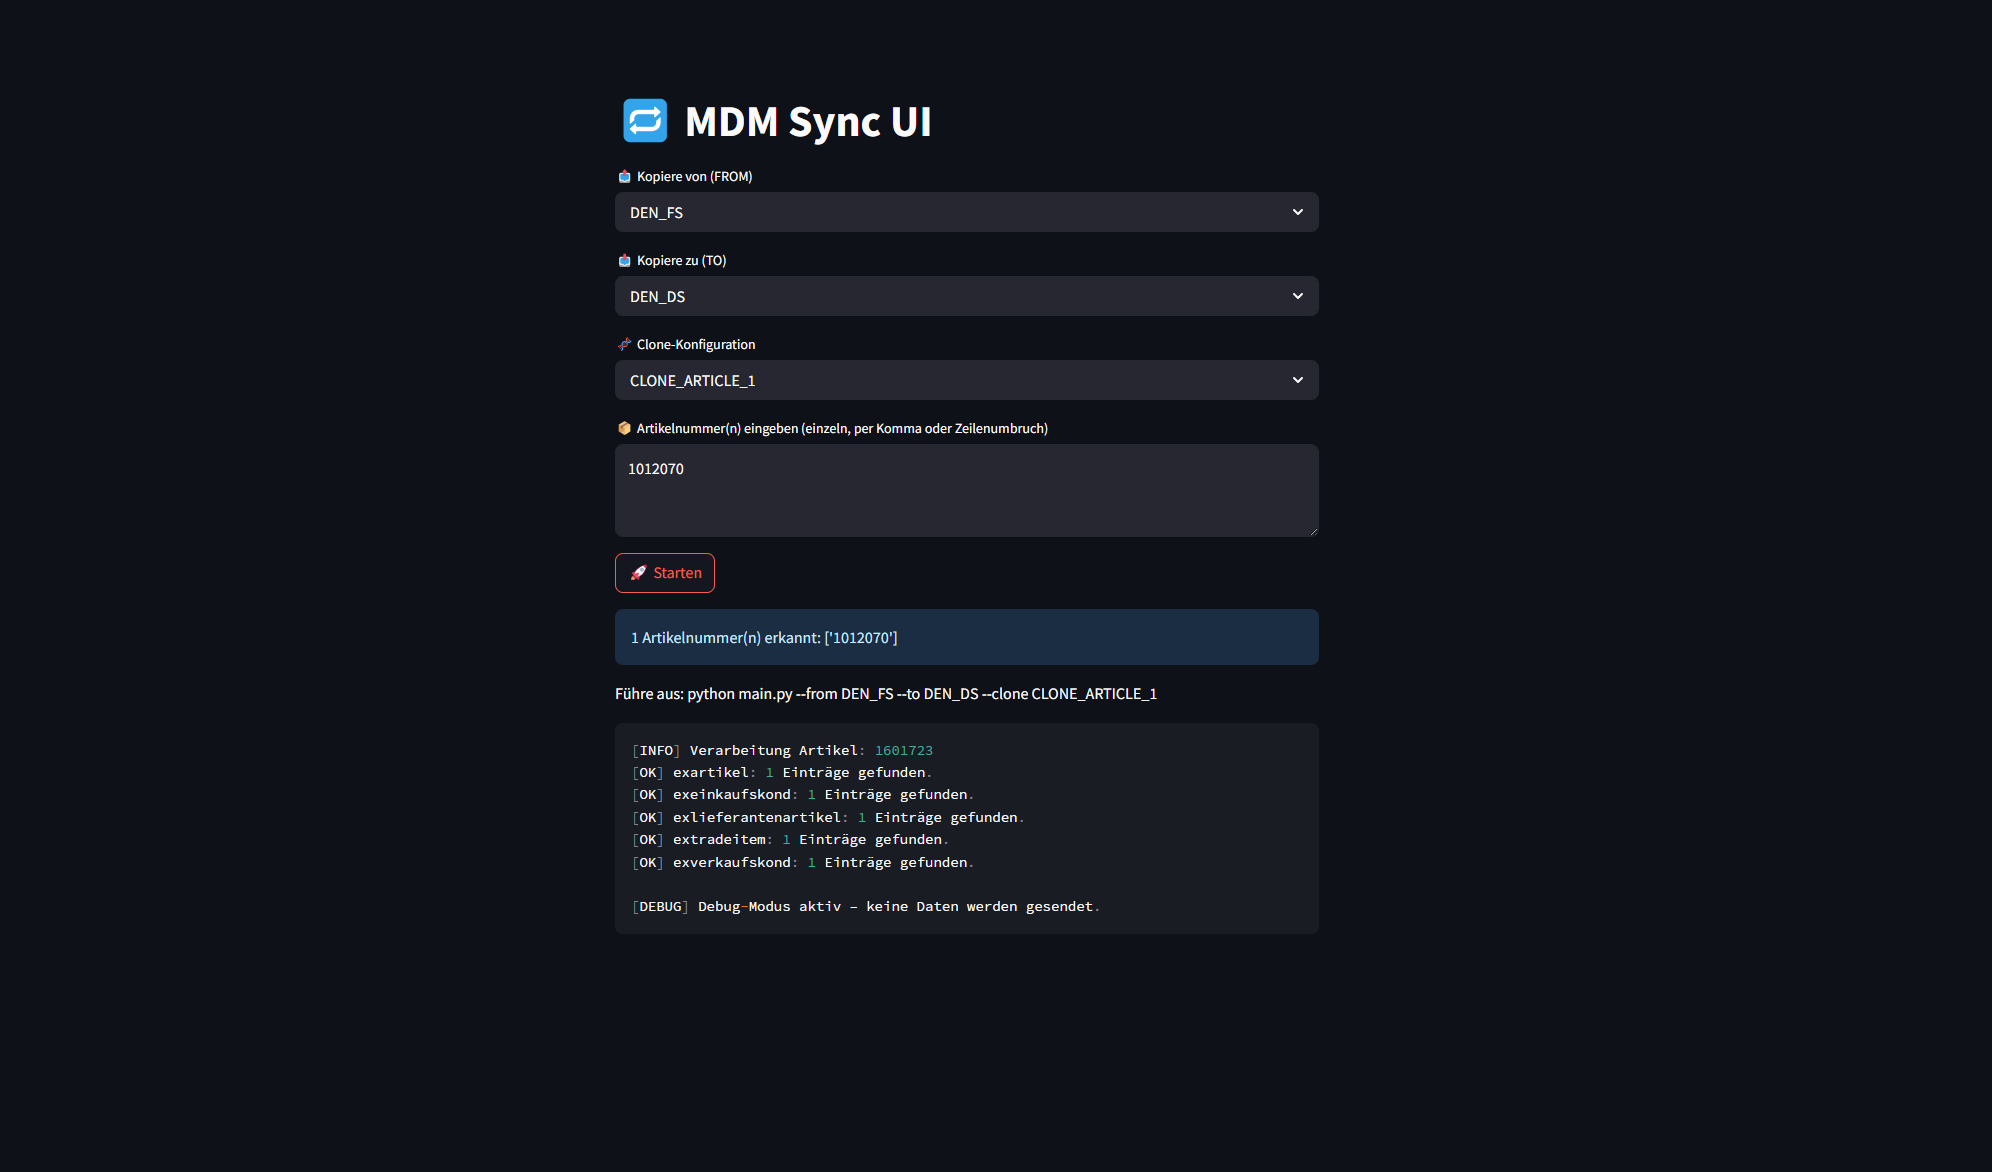 MDM Sync UI
Kopiere von (FROM)
DEN_FS
Kopiere zu (TO)
DEN_DS
Clone-Konfiguration
CLONE_ARTICLE_1
Artikelnummer(n) eingeben (einzeln, per Komma oder Zeilenumbruch)
1012070
Starten
1 Artikelnummer(n) erkannt: ['1012070']
Führe aus: python main.py --from DEN_FS --to DEN_DS --clone CLONE_ARTICLE_1
[INFO] Verarbeitung Artikel: 1601723
[OK] exartikel: 1 Einträge gefunden.
[OK] exeinkaufskond: 1 Einträge gefunden.
[OK] exlieferantenartikel: 1 Einträge gefunden.
[OK] extradeitem: 1 Einträge gefunden.
[OK] exverkaufskond: 1 Einträge gefunden.
[DEBUG] Debug-Modus aktiv – keine Daten werden gesendet.